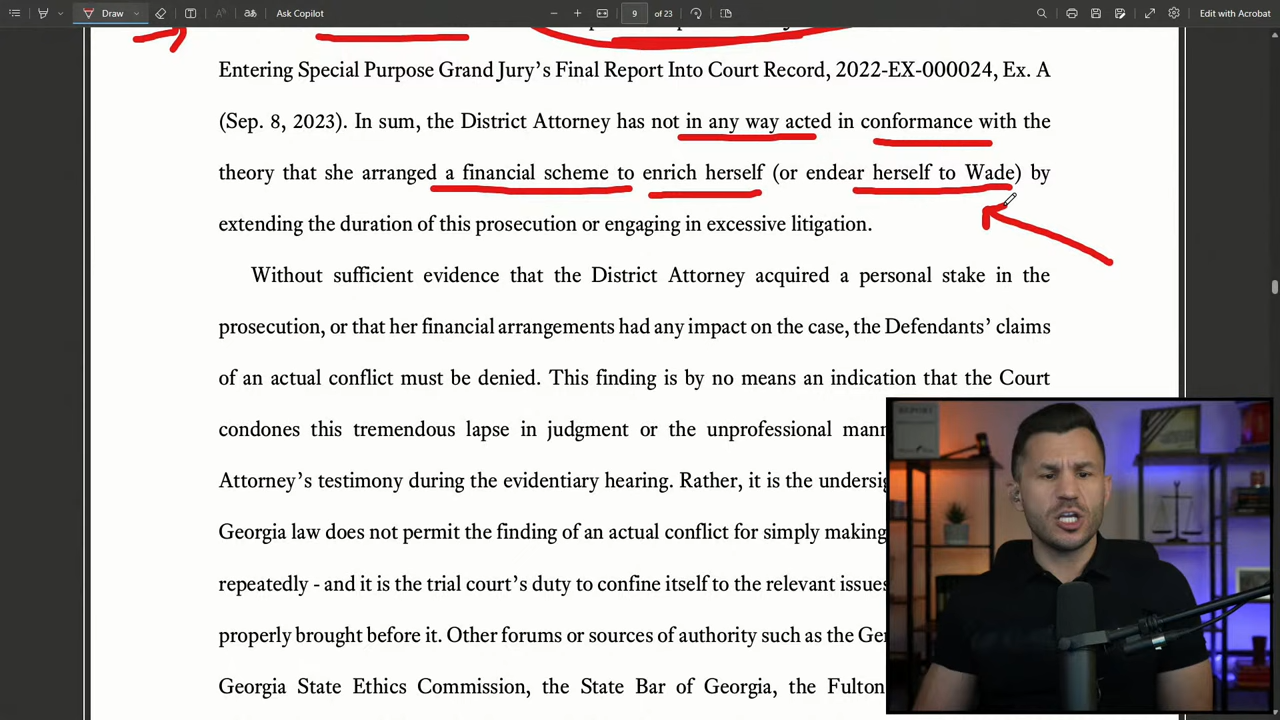 Draw
Ask Copilot
9 of 23
Edit with Acrobat
Entering Special Purpose Grand Jury's Final Report Into Court Record, 2022-EX-000024, Ex. A
(Sep. 8, 2023). In sum, the District Attorney has not in any way acted in conformance with the
theory that she arranged a financial scheme to enrich herself (or endear herself to Wade) by
extending the duration of this prosecution or engaging in excessive litigation.
Without sufficient evidence that the District Attorney acquired a personal stake in the
prosecution, or that her financial arrangements had any impact on the case, the Defendants' claims
of an actual conflict must be denied. This finding is by no means an indication that the Court
condones this tremendous lapse in judgment or the unprofessional
Attorney's testimony during the evidentiary hearing. Rather, it is the
Georgia law does not permit the finding of an actual conflict for simply making
repeatedly - and it is the trial court's duty to confine itself to the relevant issues
properly brought before it. Other forums or sources of authority such as the
Georgia State Ethics Commission, the State Bar of Georgia, the Fulton
REPORT